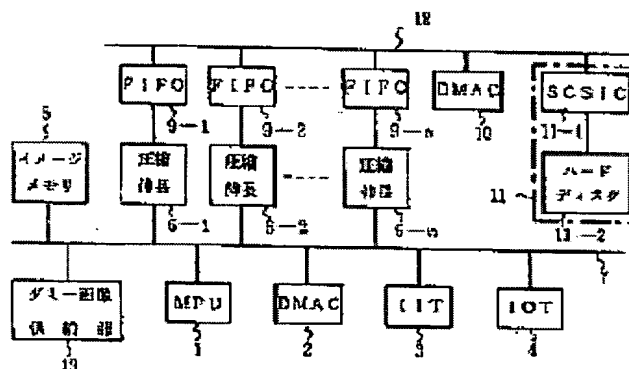 12
FIFO FIFO FIFO DMAC SCSIC
5 9-1 9-2 9-n 10 11-1
イメージ
メモリ
圧縮
伸長
圧縮
伸長
圧縮
伸長
ハード
ディスク
11
6-1 6-2 6-n 11-2
7
ダミー画像
供給部
MPU DMAC IIT IOT
13 1 2 3 4